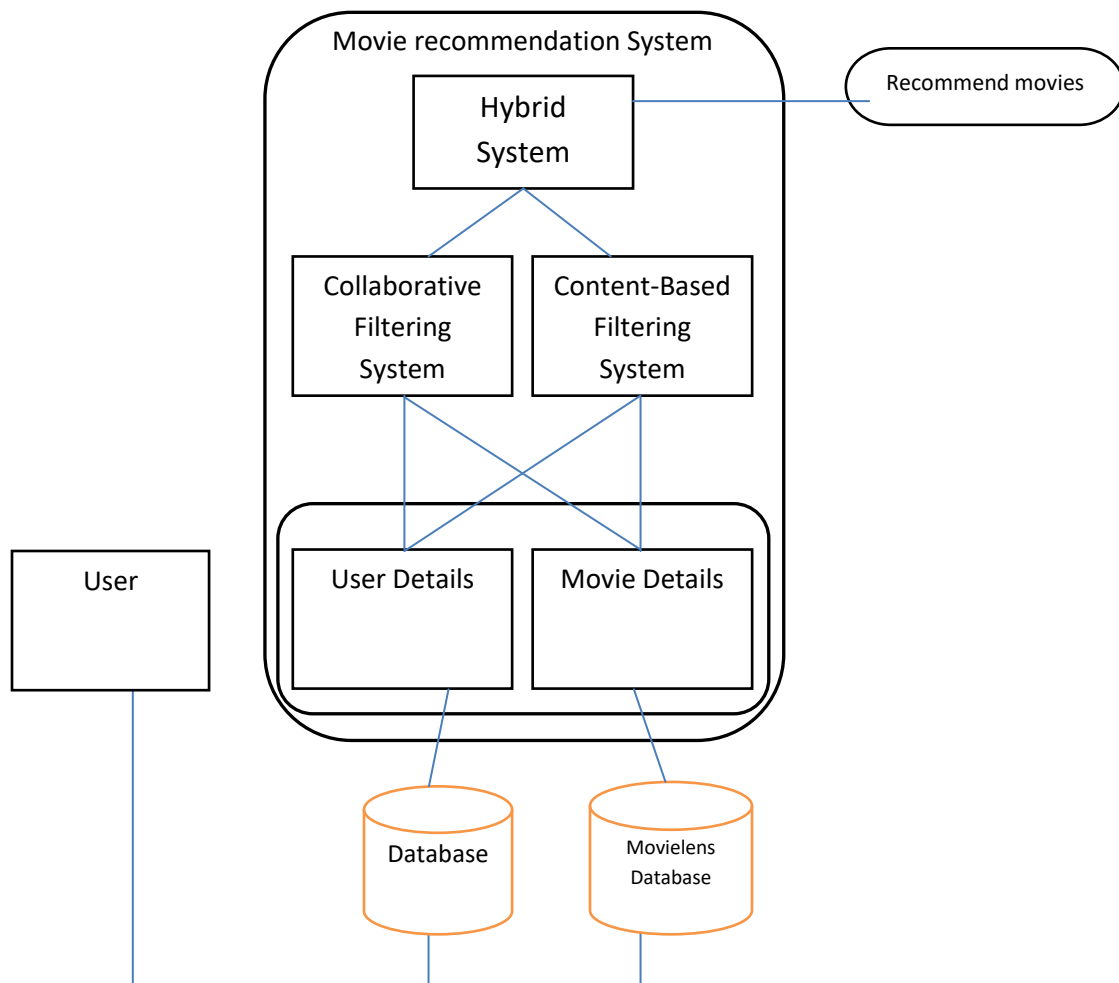 Movie recommendation System
Recommend movies
Hybrid
System
Collaborative
Filtering
System
Content-Based
Filtering
System
User
User Details
Movie Details
Database
Movielens
Database